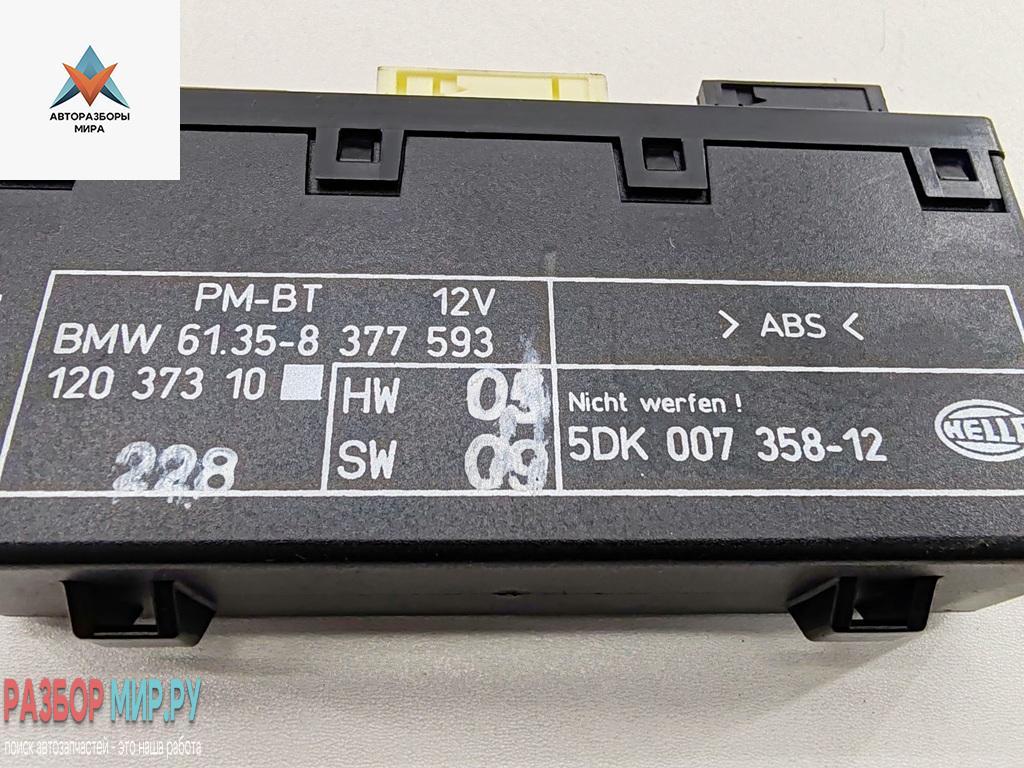 АВТОРАЗБОРЫ
МИРА
PM-BT 12V
BMW 61.35-8 377 593
120 373 10
HW 05
SW 09
228
> ABS <
Nicht werfen !
5DK 007 358-12
HELLA
РАЗБОР МИР.РУ
поиск автозапчастей - это наша работа